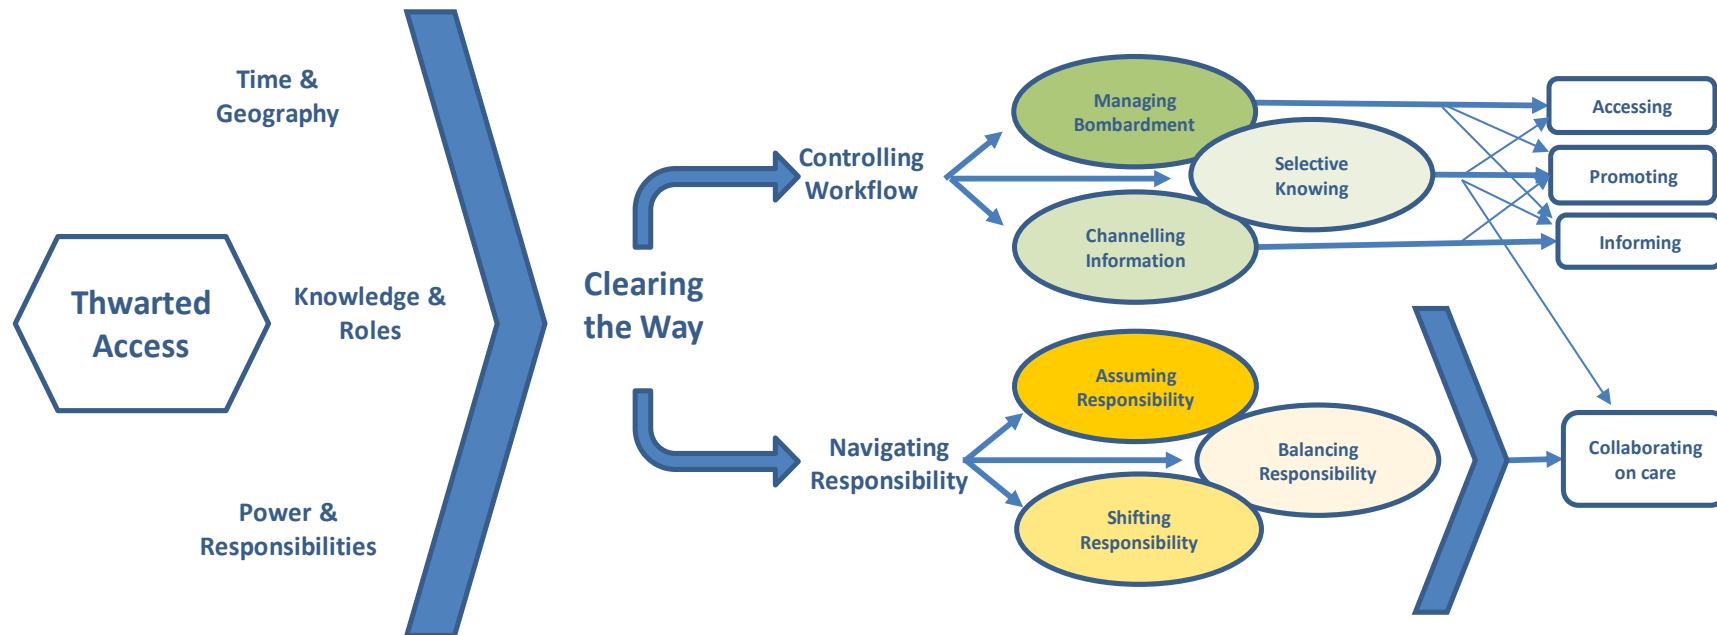 Time &
Geography
Thwarted
Access
Knowledge &
Roles
Power &
Responsibilities
Clearing
the Way
Controlling
Workflow
Managing
Bombardment
Selective
Knowing
Channelling
Information
Navigating
Responsibility
Assuming
Responsibility
Balancing
Responsibility
Shifting
Responsibility
Accessing
Promoting
Informing
Collaborating
on care